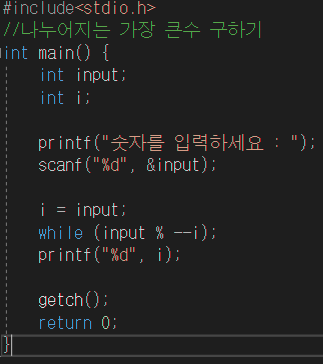 #include<stdio.h>
//나누어지는 가장 큰수 구하기
int main() {
int input;
int i;
printf("숫자를 입력하세요 : ");
scanf("%d", &input);
i = input;
while (input % --i);
printf("%d", i);
getch();
return 0;
}